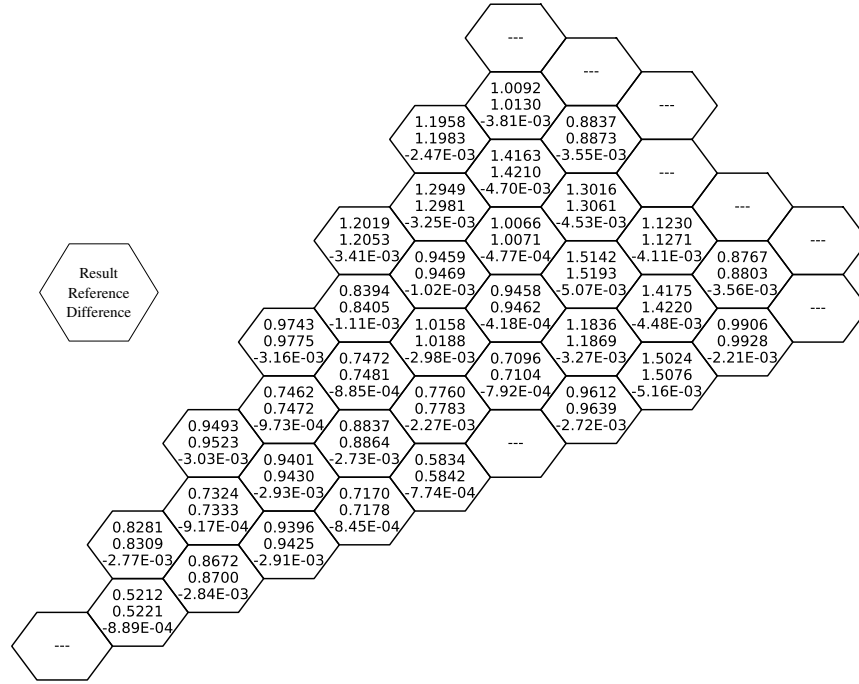 ---
---
1.0092
1.0130
-3.81E-03
---
1.1958
1.1983
-2.47E-03
0.8837
0.8873
-3.55E-03
1.4163
1.4210
-4.70E-03
---
1.2949
1.2981
-3.25E-03
1.3016
1.3061
-4.53E-03
---
1.2019
1.2053
-3.41E-03
1.0066
1.0071
-4.77E-04
1.1230
1.1271
-4.11E-03
---
0.9459
0.9469
-1.02E-03
1.5142
1.5193
-5.07E-03
0.8767
0.8803
-3.56E-03
Result
Reference
Difference
0.8394
0.8405
-1.11E-03
0.9458
0.9462
-4.18E-04
1.4175
1.4220
-4.48E-03
---
0.9743
0.9775
-3.16E-03
1.0158
1.0188
-2.98E-03
1.1836
1.1869
-3.27E-03
0.9906
0.9928
-2.21E-03
0.7472
0.7481
-8.85E-04
0.7096
0.7104
-7.92E-04
1.5024
1.5076
-5.16E-03
0.7462
0.7472
-9.73E-04
0.7760
0.7783
-2.27E-03
0.9612
0.9639
-2.72E-03
0.9493
0.9523
-3.03E-03
0.8837
0.8864
-2.73E-03
---
0.9401
0.9430
-2.93E-03
0.5834
0.5842
-7.74E-04
0.7324
0.7333
-9.17E-04
0.7170
0.7178
-8.45E-04
0.8281
0.8309
-2.77E-03
0.9396
0.9425
-2.91E-03
0.8672
0.8700
-2.84E-03
0.5212
0.5221
-8.89E-04
---